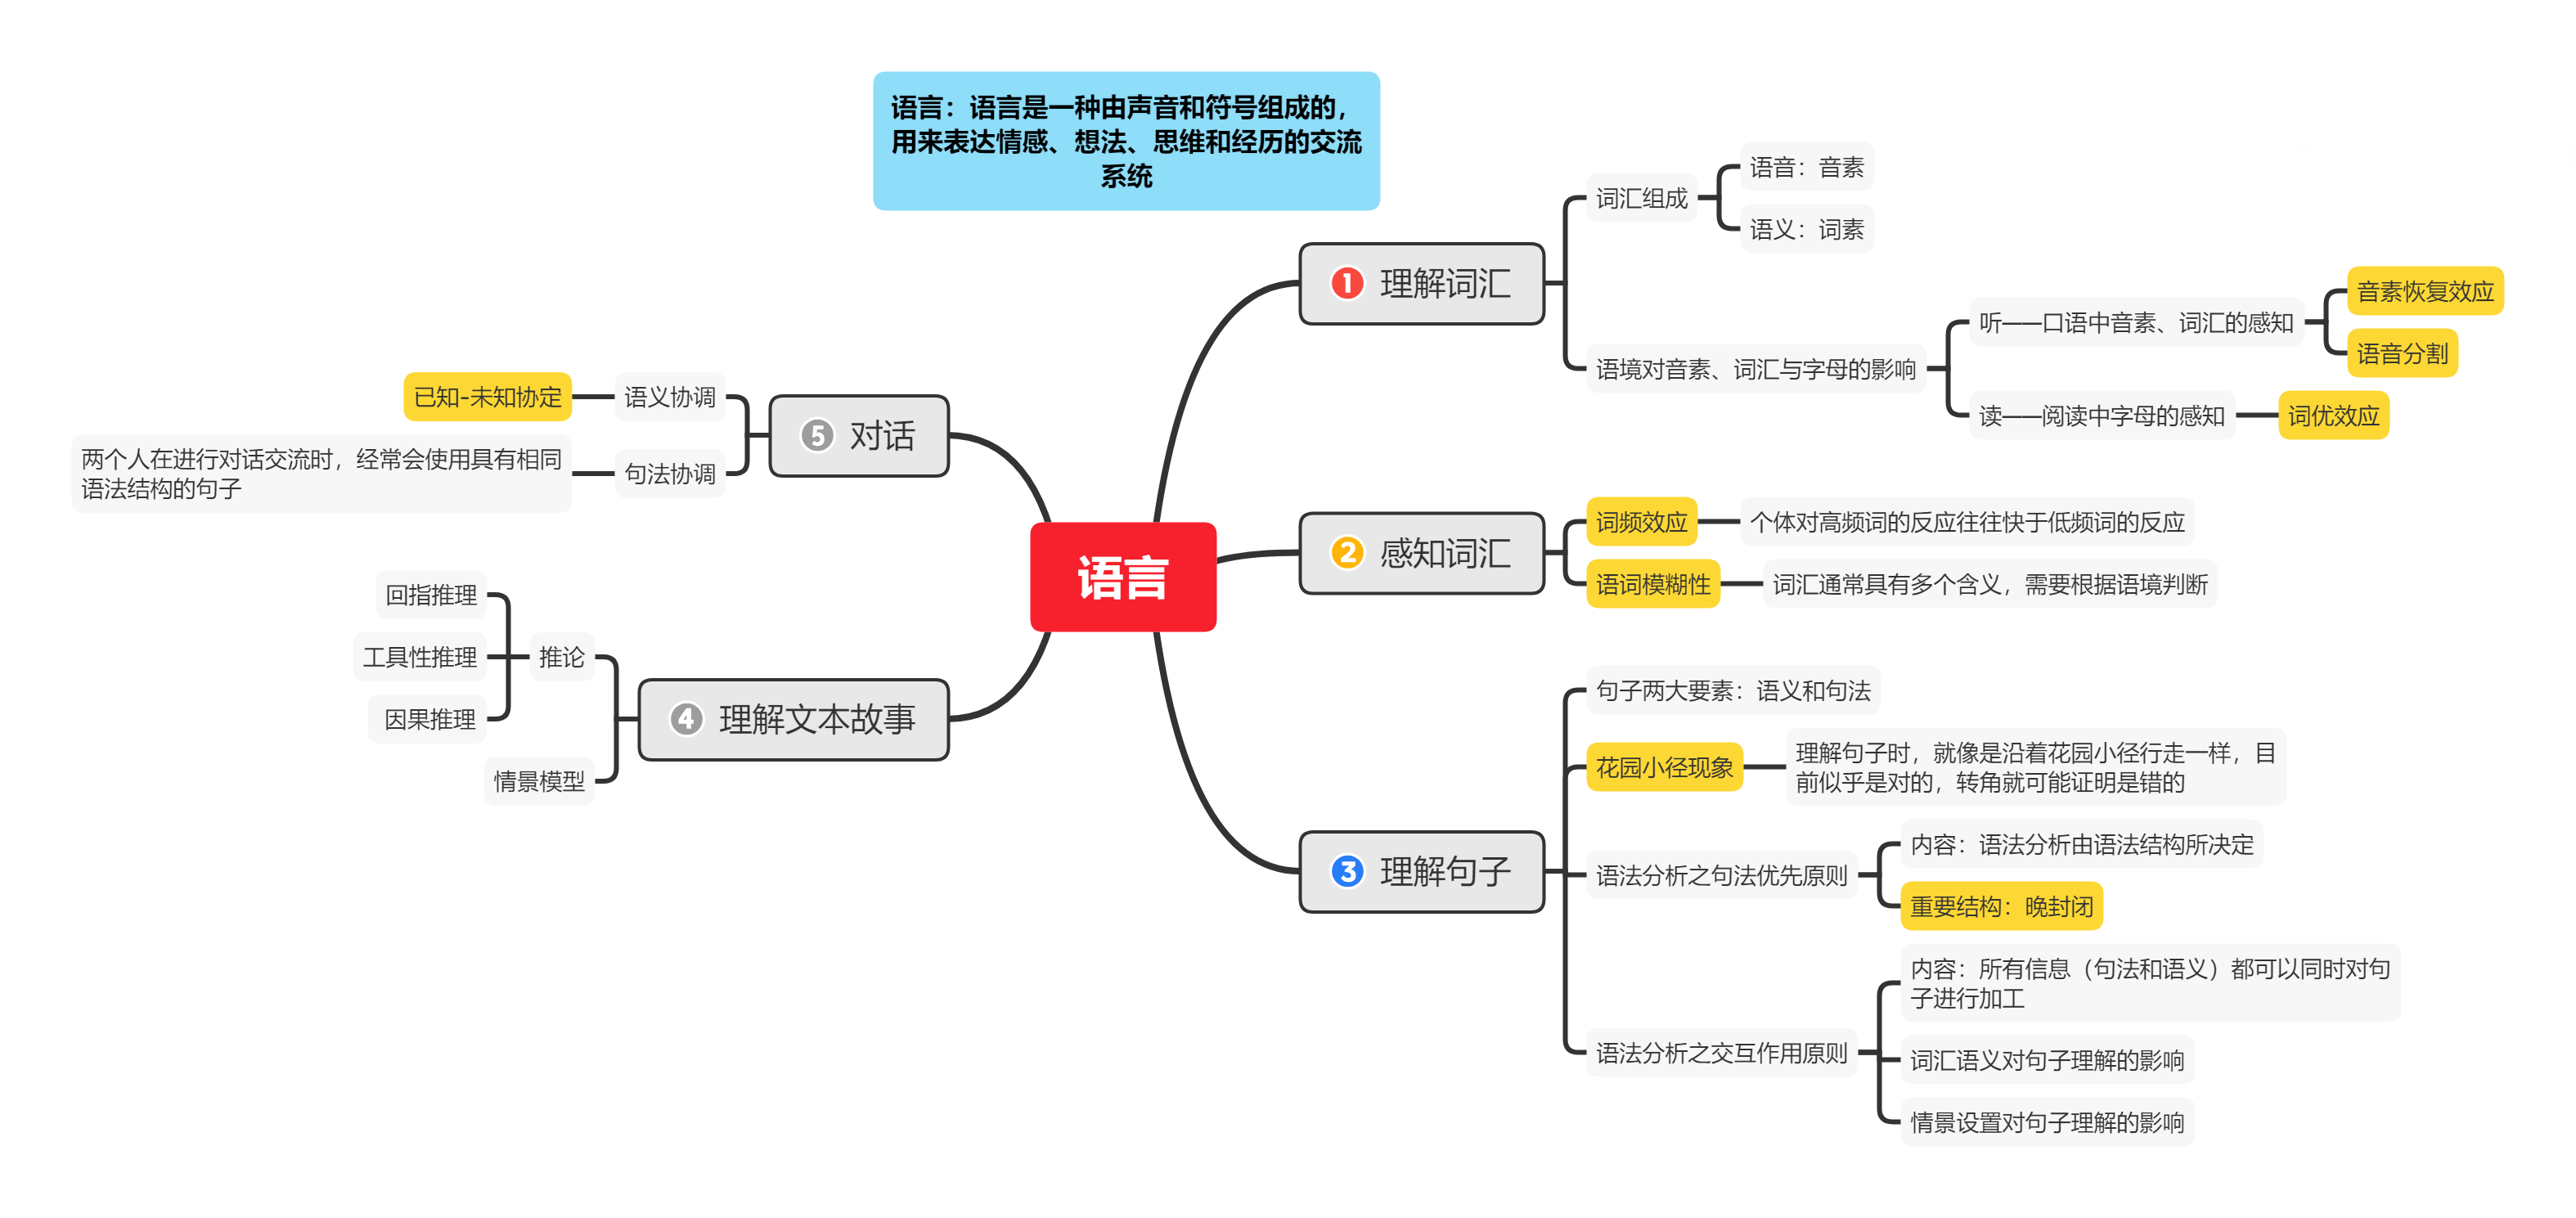 语言：语言是一种由声音和符号组成的，
用来表达情感、想法、思维和经历的交流
系统
语言
1 理解词汇
词汇组成
语音：音素
语义：词素
语境对音素、词汇与字母的影响
听——口语中音素、词汇的感知
音素恢复效应
语音分割
读——阅读中字母的感知
词优效应
2 感知词汇
词频效应
个体对高频词的反应往往快于低频词的反应
语词模糊性
词汇通常具有多个含义，需要根据语境判断
3 理解句子
句子两大要素：语义和句法
花园小径现象
理解句子时，就像是沿着花园小径行走一样，目
前似乎是对的，转角就可能证明是错的
语法分析之句法优先原则
内容：语法分析由语法结构所决定
重要结构：晚封闭
语法分析之交互作用原则
内容：所有信息（句法和语义）都可以同时对句
子进行加工
词汇语义对句子理解的影响
情景设置对句子理解的影响
4 理解文本故事
推论
回指推理
工具性推理
因果推理
情景模型
5 对话
语义协调
已知-未知协定
句法协调
两个人在进行对话交流时，经常会使用具有相同
语法结构的句子